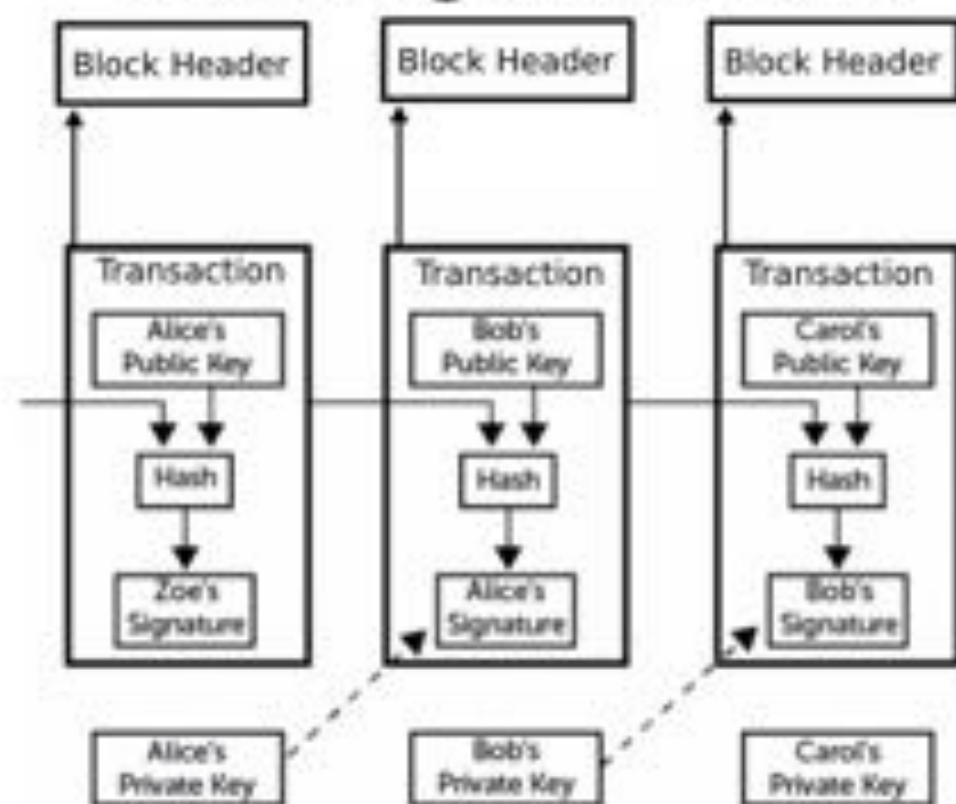 Block Header
Block Header
Block Header
Transaction
Transaction
Transaction
Alice's
Public Key
Bob's
Public Key
Carol's
Public Key
Hash
Hash
Hash
Zoe's
Signature
Alice's
Signature
Bob's
Signature
Alice's
Private Key
Bob's
Private Key
Carol's
Private Key